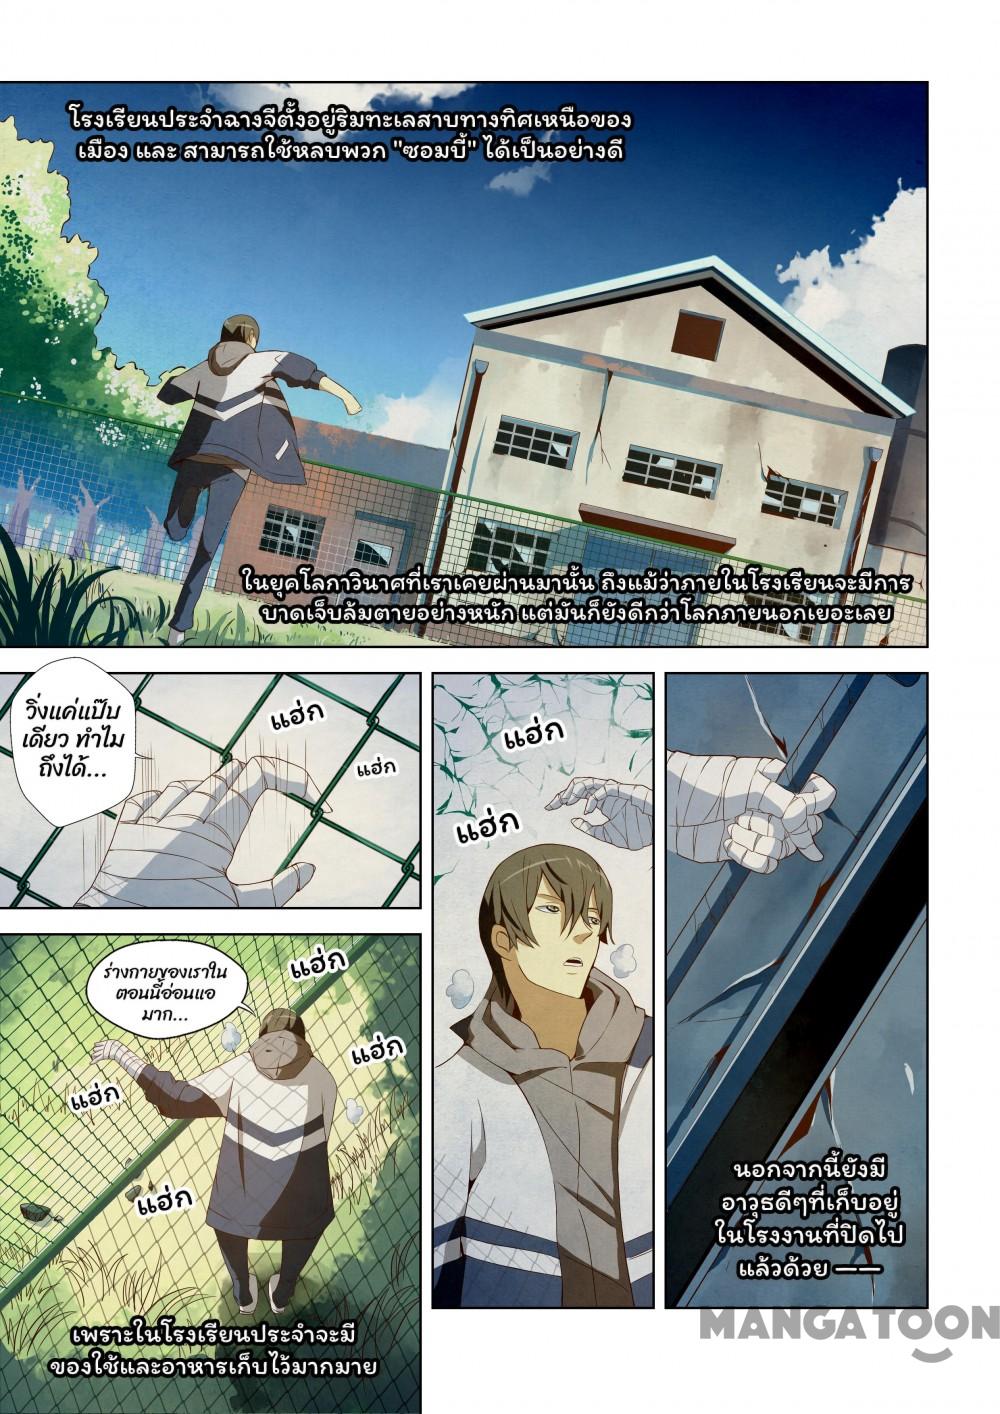 โรงเรียนประจำฉางจีตั้งอยู่ริมทะเลสาบทางทิศเหนือของ
เมือง และ สามารถใช้หลบพวก "ซอมบี้" ได้เป็นอย่างดี
ในยุคโลกาวินาศที่เราเคยผ่านมานั้น ถึงแม้ว่าภายในโรงเรียนจะมีการ
บาดเจ็บล้มตายอย่างหนัก แต่มันก็ยังดีกว่าโลกภายนอกเยอะเลย
วิ่งแค่แป๊บ
เดียว ทำไม
ถึงได้...
แฮ่ก
แฮ่ก
แฮ่ก
แฮ่ก
ร่างกายของเราใน
ตอนนี้อ่อนแอ
มาก...
แฮ่ก
แฮ่ก
แฮ่ก
แฮ่ก
เพราะในโรงเรียนประจำจะมี
ของใช้และอาหารเก็บไว้มากมาย
นอกจากนี้ยังมี
อาวุธดีๆที่เก็บอยู่
ในโรงงานที่ปิดไป
แล้วด้วย ——
MANGATOON